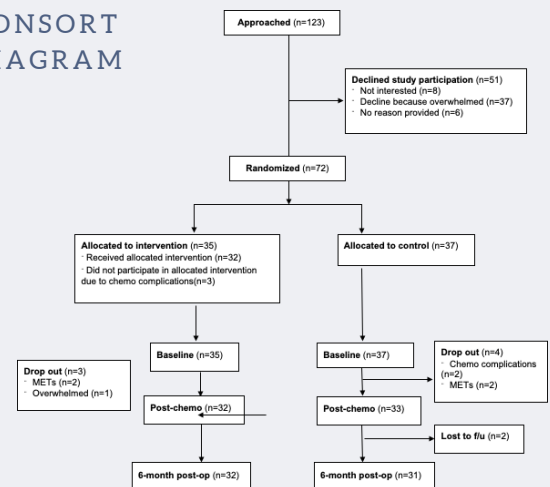 ONSORT
IAGRAM
Approached (n=123)
Declined study participation (n=51)
· Not interested (n=8)
· Decline because overwhelmed (n=37)
· No reason provided (n=6)
Randomized (n=72)
Allocated to intervention (n=35)
· Received allocated intervention (n=32)
· Did not participate in allocated intervention
due to chemo complications(n=3)
Allocated to control (n=37)
Baseline (n=35)
Baseline (n=37)
Drop out (n=3)
· METs (n=2)
· Overwhelmed (n=1)
Drop out (n=4)
· Chemo complications
(n=2)
· METs (n=2)
Post-chemo (n=32)
Post-chemo (n=33)
Lost to f/u (n=2)
6-month post-op (n=32)
6-month post-op (n=31)